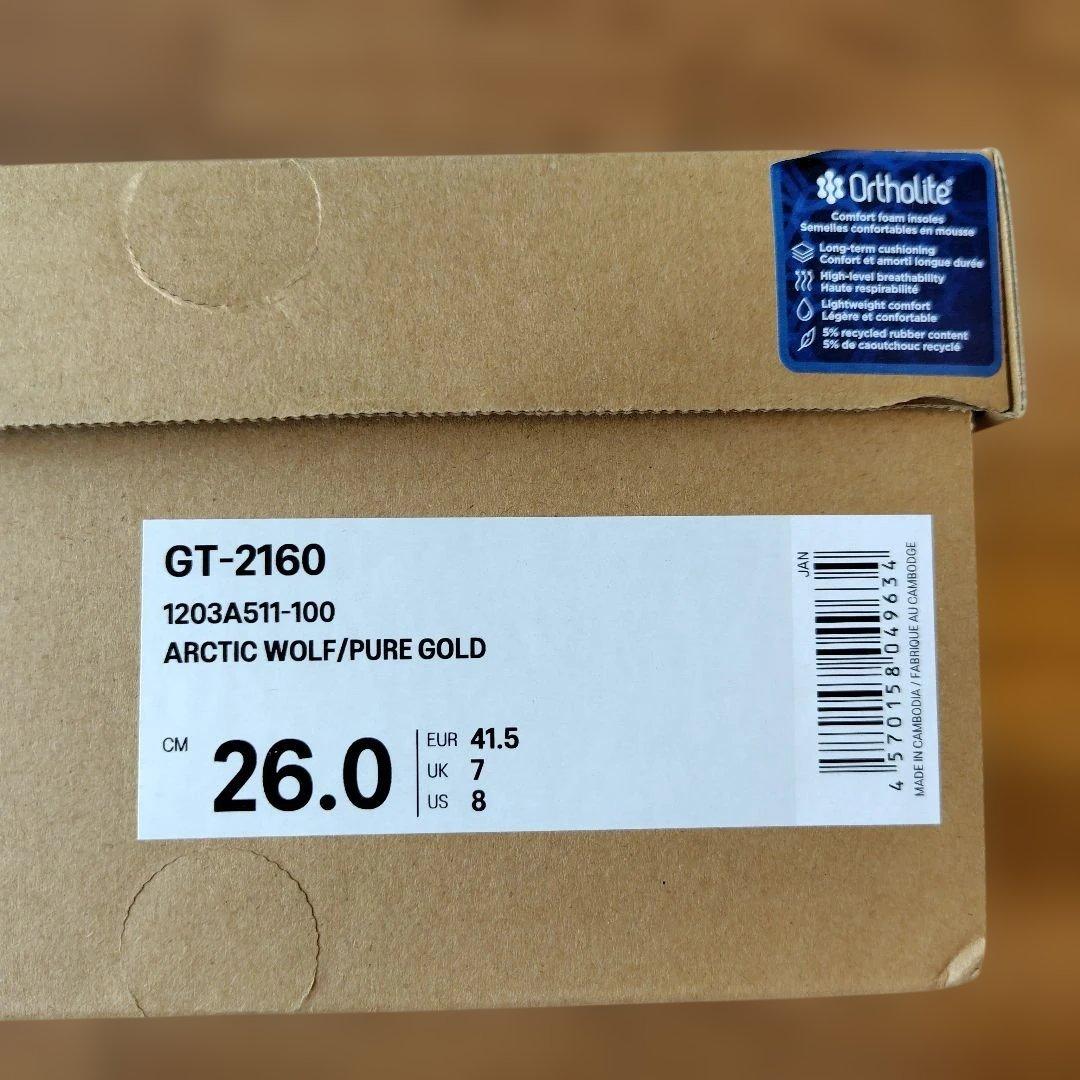 Ortholite®
Comfort foam insoles
Semelles confortables en mousse
Long-term cushioning
Confort et amorti longue durée
High-level breathability
Haute respirabilité
Lightweight comfort
Légère et confortable
5% recycled rubber content
5% de caoutchouc recyclé
GT-2160
1203A511-100
ARCTIC WOLF/PURE GOLD
CM 26.0
EUR 41.5
UK 7
US 8
JAN
4570158049634
MADE IN CAMBODIA / FABRIQUE AU CAMBODGE